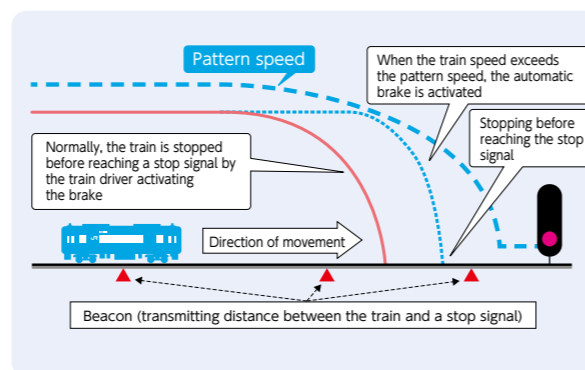 Pattern speed
When the train speed exceeds
the pattern speed, the automatic
brake is activated
Stopping before
reaching the stop
signal
Normally, the train is stopped
before reaching a stop signal by
the train driver activating
the brake
Direction of movement
Beacon (transmitting distance between the train and a stop signal)